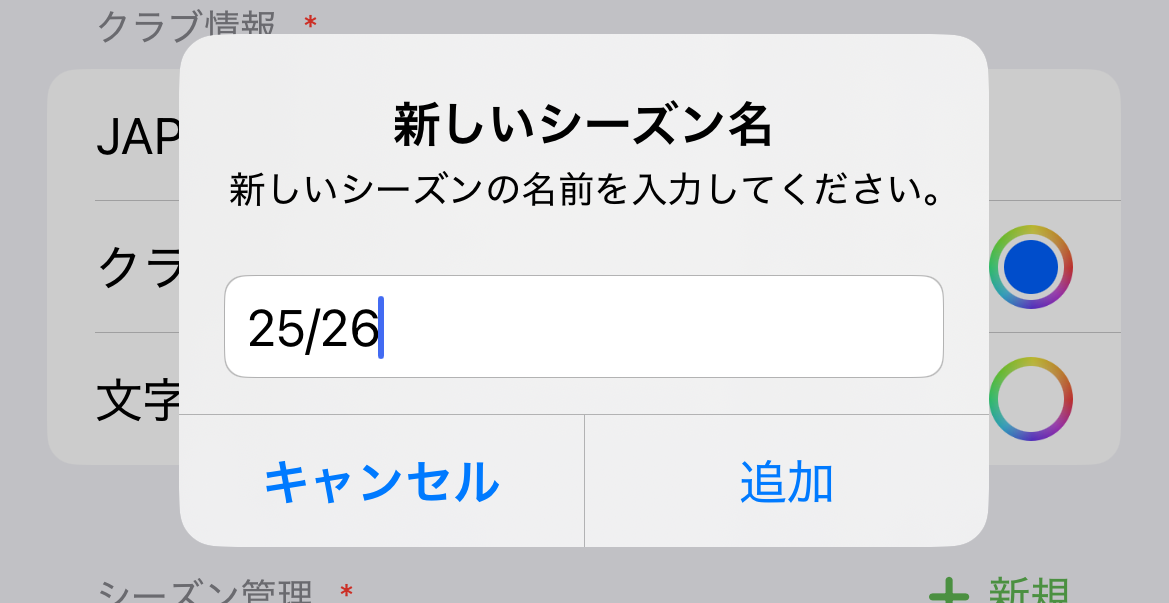 クラブ情報 *
新しいシーズン名
新しいシーズンの名前を入力してください。
JAP
クラ
25/26
文字
キャンセル
追加
シーズン管理 *
+ 新規